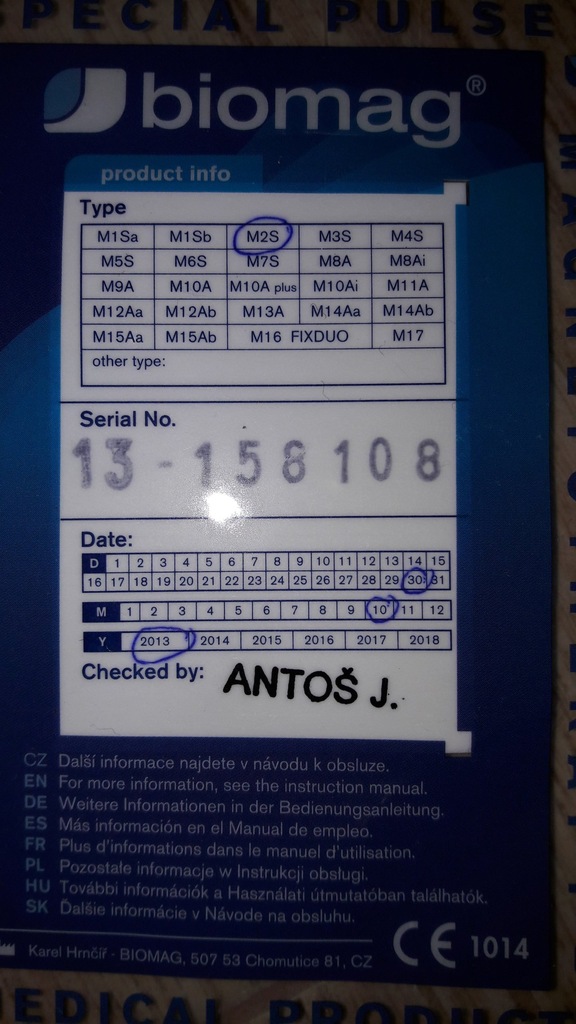 SPECIAL PULSE
biomag®
product info
Type
M1Sa M1Sb M2S M3S M4S
M5S M6S M7S M8A M8Ai
M9A M10A M10A plus M10Ai M11A
M12Aa M12Ab M13A M14Aa M14Ab
M15Aa M15Ab M16 FIXDUO M17
other type:
Serial No.
13-158108
Date:
D 1 2 3 4 5 6 7 8 9 10 11 12 13 14 15
16 17 18 19 20 21 22 23 24 25 26 27 28 29 30 31
M 1 2 3 4 5 6 7 8 9 10 11 12
Y 2013 2014 2015 2016 2017 2018
Checked by: ANTOŠ J.
CZ Další informace najdete v návodu k obsluze.
EN For more information, see the instruction manual.
DE Weitere Informationen in der Bedienungsanleitung.
ES Más información en el Manual de empleo.
FR Plus d'informations dans le manuel d'utilisation.
PL Pozostałe informacje w Instrukcji obsługi.
HU További információk a Használati útmutatóban találhatók.
SK Ďalšie informácie v Návode na obsluhu.
Karel Hrnčíř - BIOMAG, 507 53 Chomutice 81, CZ
CE 1014
MEDICAL PRODUCT